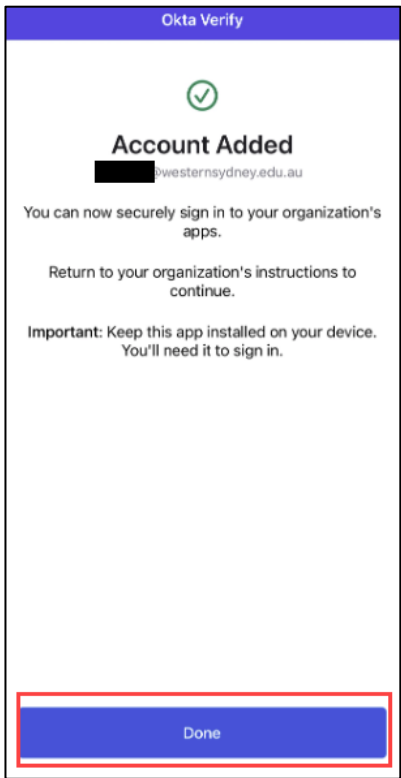 Okta Verify
Account Added
@westernsydney.edu.au
You can now securely sign in to your organization's
apps.
Return to your organization's instructions to
continue.
Important: Keep this app installed on your device.
You'll need it to sign in.
Done